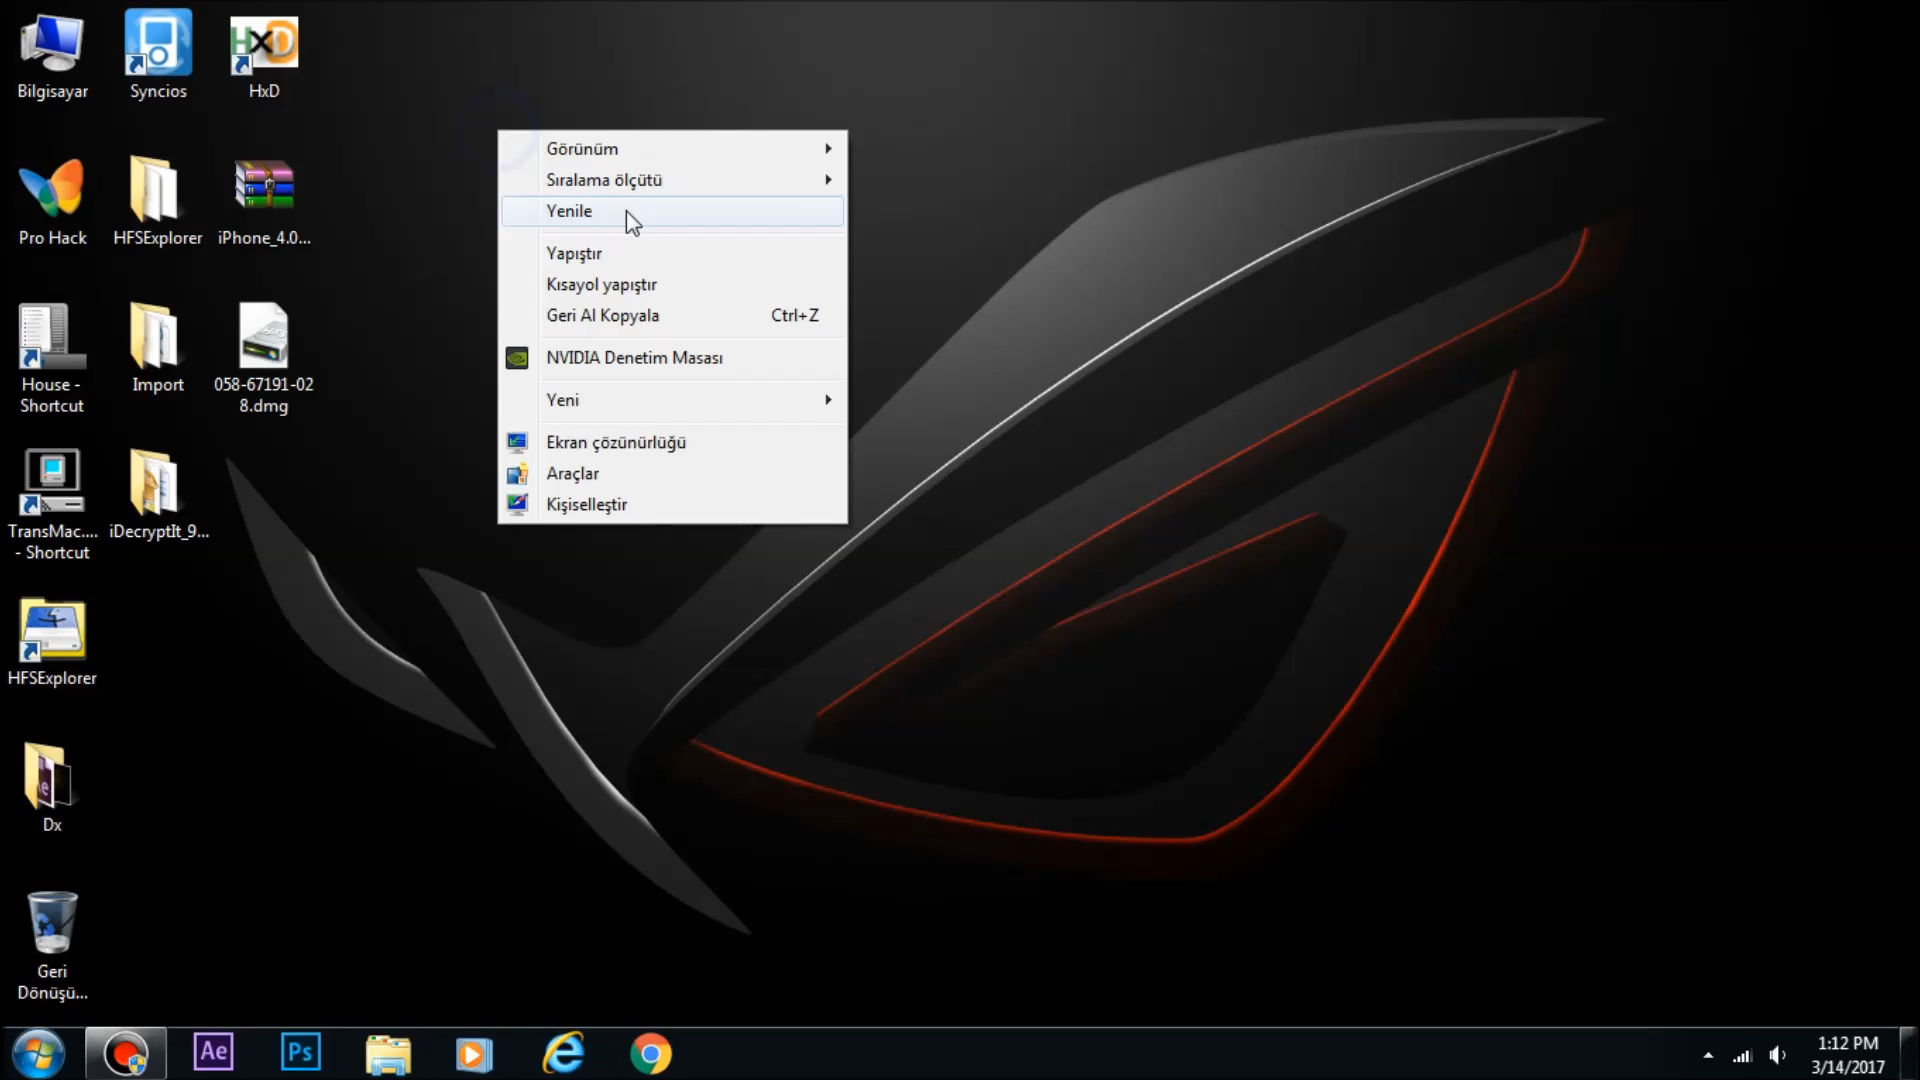 Bilgisayar
Syncios
HxD
Pro Hack
HFSExplorer
iPhone_4.0...
House -
Shortcut
Import
058-67191-02
8.dmg
TransMac....
- Shortcut
iDecryptIt_9...
HFSExplorer
Dx
Geri
Dönüşü...
Görünüm
Sıralama ölçütü
Yenile
Yapıştır
Kısayol yapıştır
Geri Al Kopyala Ctrl+Z
NVIDIA Denetim Masası
Yeni
Ekran çözünürlüğü
Araçlar
Kişiselleştir
Ae
Ps
1:12 PM
3/14/2017